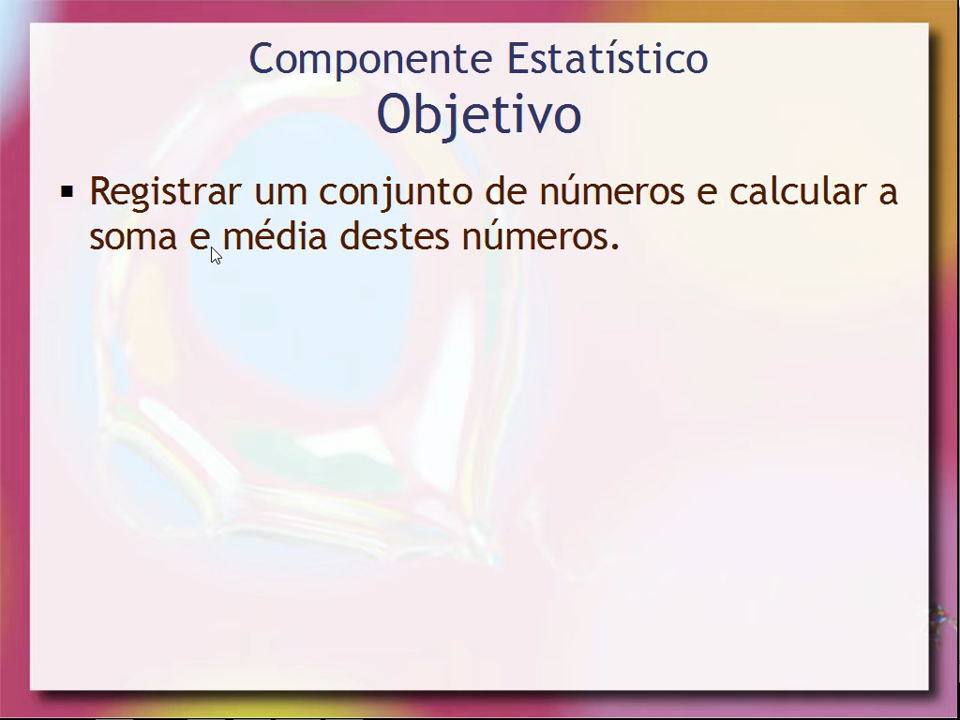 Componente Estatístico
Objetivo
▪ Registrar um conjunto de números e calcular a
soma e média destes números.